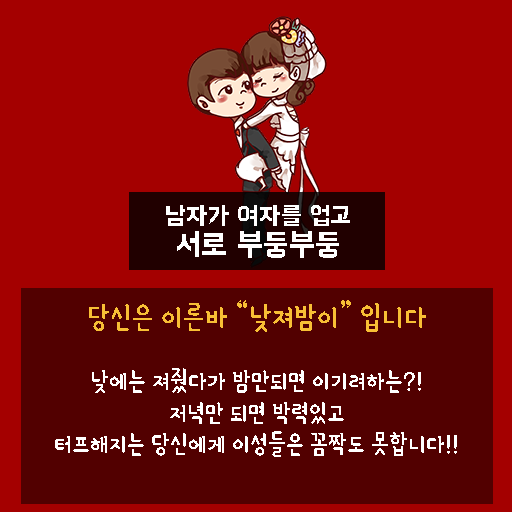 남자가 여자를 업고
서로 부둥부둥
당신은 이른바 “낮져밤이” 입니다
낮에는 져줬다가 밤만되면 이기려하는?!
저녁만 되면 박력있고
터프해지는 당신에게 이성들은 꼼짝도 못합니다!!